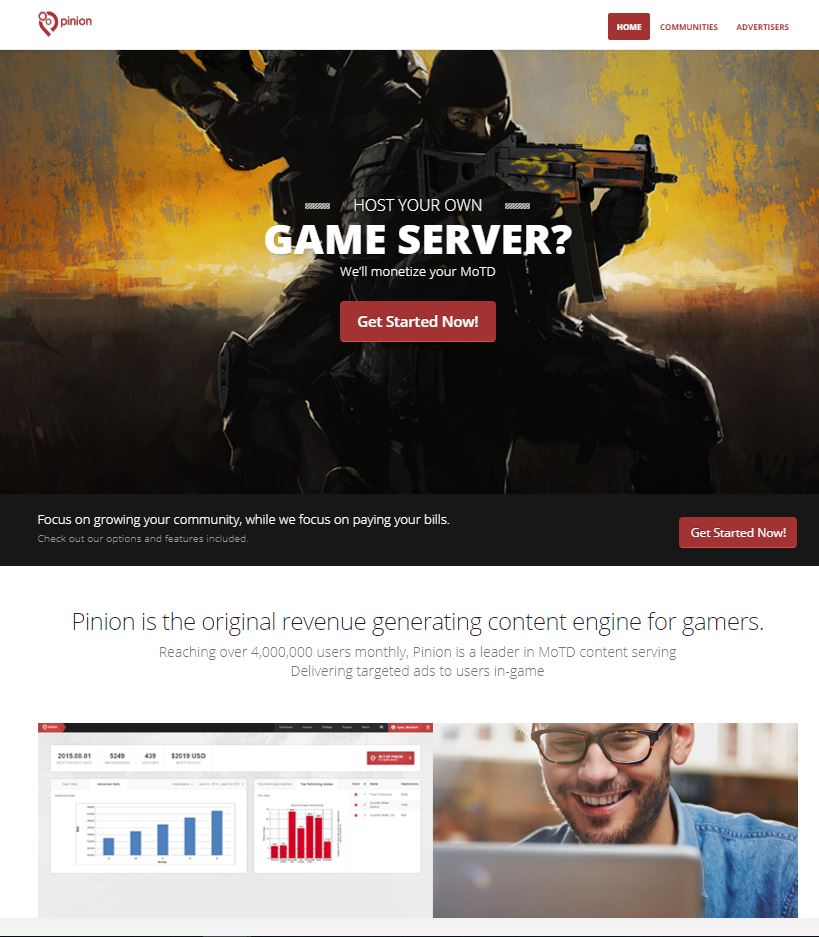 pinion
HOME COMMUNITIES ADVERTISERS
HOST YOUR OWN
GAME SERVER?
We'll monetize your MoTD
Get Started Now!
Focus on growing your community, while we focus on paying your bills.
Check out our options and features included.
Get Started Now!
Pinion is the original revenue generating content engine for gamers.
Reaching over 4,000,000 users monthly, Pinion is a leader in MoTD content serving
Delivering targeted ads to users in-game
pinion
2015.08.01 5249 439 $2019 USD